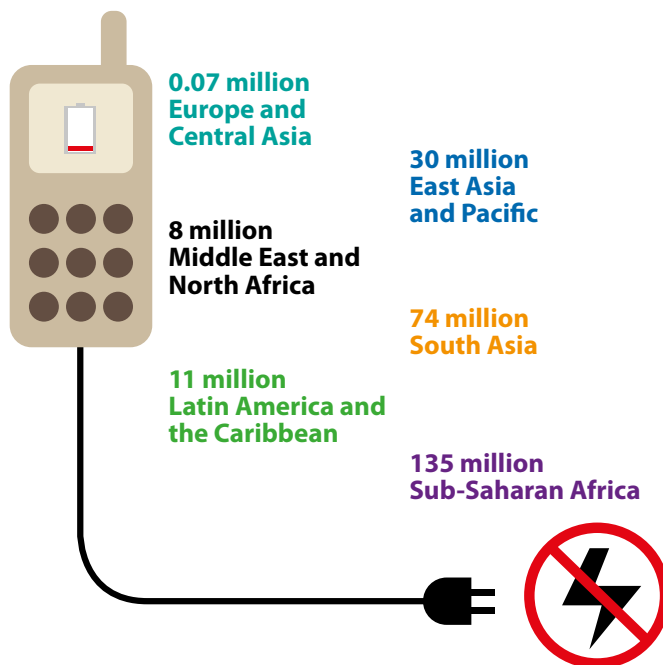 0.07 million
Europe and
Central Asia
30 million
East Asia
and Pacific
8 million
Middle East and
North Africa
74 million
South Asia
11 million
Latin America and
the Caribbean
135 million
Sub-Saharan Africa